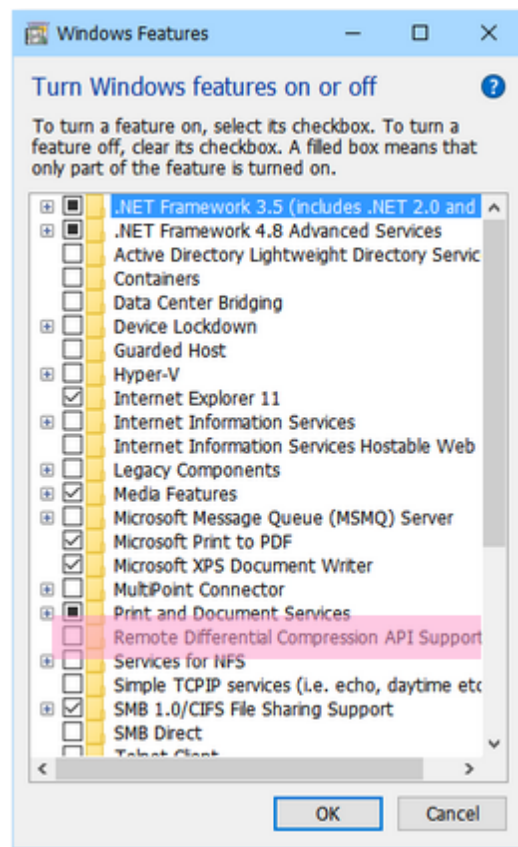 Windows Features
Turn Windows features on or off
To turn a feature on, select its checkbox. To turn a
feature off, clear its checkbox. A filled box means that
only part of the feature is turned on.
.NET Framework 3.5 (includes .NET 2.0 and
.NET Framework 4.8 Advanced Services
Active Directory Lightweight Directory Servic
Containers
Data Center Bridging
Device Lockdown
Guarded Host
Hyper-V
Internet Explorer 11
Internet Information Services
Internet Information Services Hostable Web
Legacy Components
Media Features
Microsoft Message Queue (MSMQ) Server
Microsoft Print to PDF
Microsoft XPS Document Writer
MultiPoint Connector
Print and Document Services
Remote Differential Compression API Support
Services for NFS
Simple TCPIP services (i.e. echo, daytime etc
SMB 1.0/CIFS File Sharing Support
SMB Direct
Telnet Client
OK Cancel